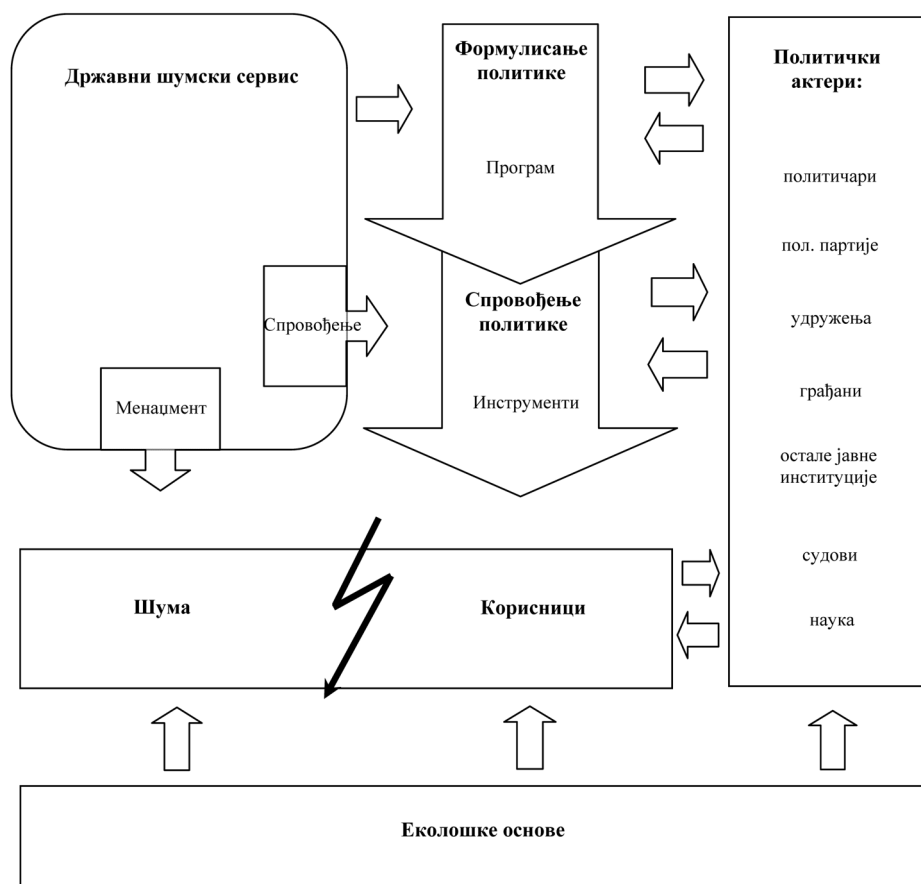 Државни шумски сервис
Спровођење
Менаџмент
Формулисање
политике
Програм
Спровођење
политике
Инструменти
Политички
актери:
политичари
пол. партије
удружења
грађани
остале јавне
институције
судови
наука
Шума
Корисници
Еколошке основе